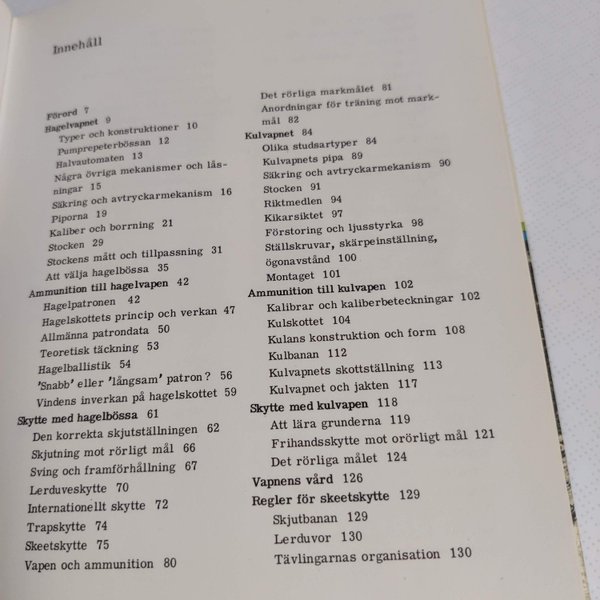 Innehåll
Förord 7
Hagelvapnet 9
Typer och konstruktioner 10
Pumprepeterbössan 12
Halvautomaten 13
Några övriga mekanismer och lås-
ningar 15
Säkring och avtryckarmekanism 16
Piporna 19
Kaliber och borrning 21
Stocken 29
Stockens mått och tillpassning 31
Att välja hagelbössa 35
Ammunition till hagelvapen 42
Hagelpatronen 42
Hagelskottets princip och verkan 47
Allmänna patrondata 50
Teoretisk täckning 53
Hagelballistik 54
'Snabb' eller 'långsam' patron? 56
Vindens inverkan på hagelskottet 59
Skytte med hagelbössa 61
Den korrekta skjutställningen 62
Skjutning mot rörligt mål 66
Sving och framförhållning 67
Lerduveskytte 70
Internationellt skytte 72
Trapskytte 74
Skeetskytte 75
Vapen och ammunition 80
Det rörliga markmålet 81
Anordningar för träning mot mark-
mål 82
Kulvapnet 84
Olika studsartyper 84
Kulvapnets pipa 89
Säkring och avtryckarmekanism 90
Stocken 91
Riktmedlen 94
Kikarsiktet 97
Förstoring och ljusstyrka 98
Ställskruvar, skärpeinställning,
ögonavstånd 100
Montaget 101
Ammunition till kulvapen 102
Kalibrar och kaliberbeteckningar 102
Kulskottet 104
Kulans konstruktion och form 108
Kulbanan 112
Kulvapnets skottställning 113
Kulvapnet och jakten 117
Skytte med kulvapen 118
Att lära grunderna 119
Frihandsskytte mot orörligt mål 121
Det rörliga målet 124
Vapnens vård 126
Regler för skeetskytte 129
Skjutbanan 129
Lerduvor 130
Tävlingarnas organisation 130